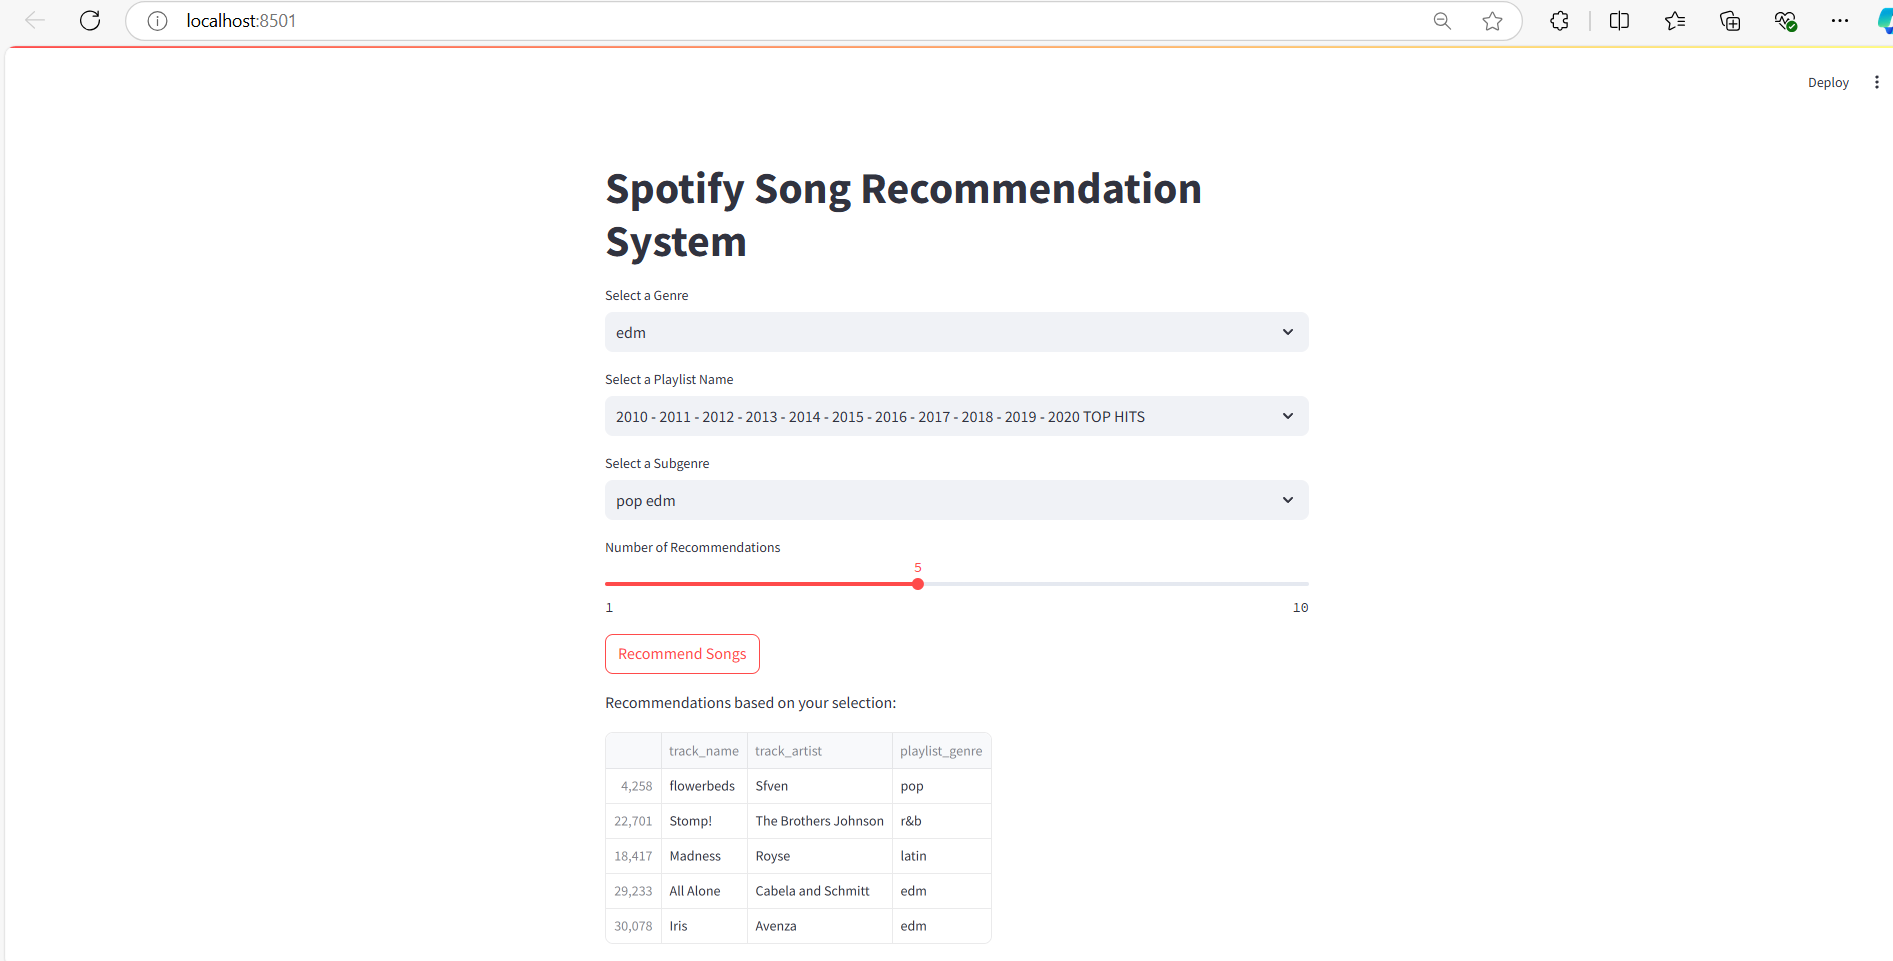 localhost:8501
Deploy
Spotify Song Recommendation
System
Select a Genre
edm
Select a Playlist Name
2010 - 2011 - 2012 - 2013 - 2014 - 2015 - 2016 - 2017 - 2018 - 2019 - 2020 TOP HITS
Select a Subgenre
pop edm
Number of Recommendations
5
1 10
Recommend Songs
Recommendations based on your selection:
track_name track_artist playlist_genre
4,258 flowerbeds Sfven pop
22,701 Stomp! The Brothers Johnson r&b
18,417 Madness Royse latin
29,233 All Alone Cabela and Schmitt edm
30,078 Iris Avenza edm